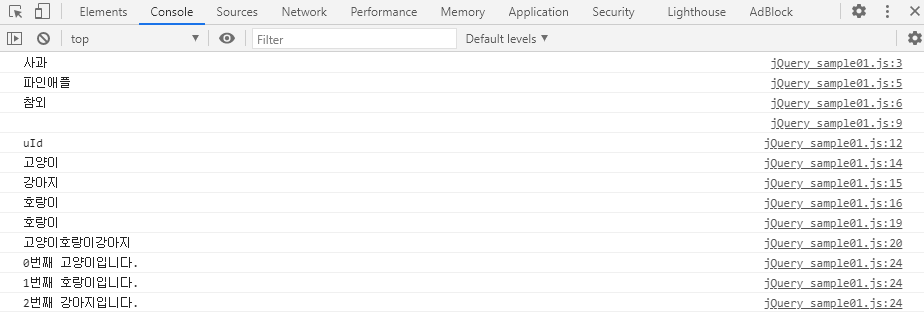 Elements Console Sources Network Performance Memory Application Security Lighthouse AdBlock
top Filter Default levels
사과 jQuery_sample01.js:3
파인애플 jQuery_sample01.js:5
참외 jQuery_sample01.js:6
jQuery_sample01.js:9
uId jQuery_sample01.js:12
고양이 jQuery_sample01.js:14
강아지 jQuery_sample01.js:15
호랑이 jQuery_sample01.js:16
호랑이 jQuery_sample01.js:19
고양이호랑이강아지 jQuery_sample01.js:20
0번째 고양이입니다. jQuery_sample01.js:24
1번째 호랑이입니다. jQuery_sample01.js:24
2번째 강아지입니다. jQuery_sample01.js:24